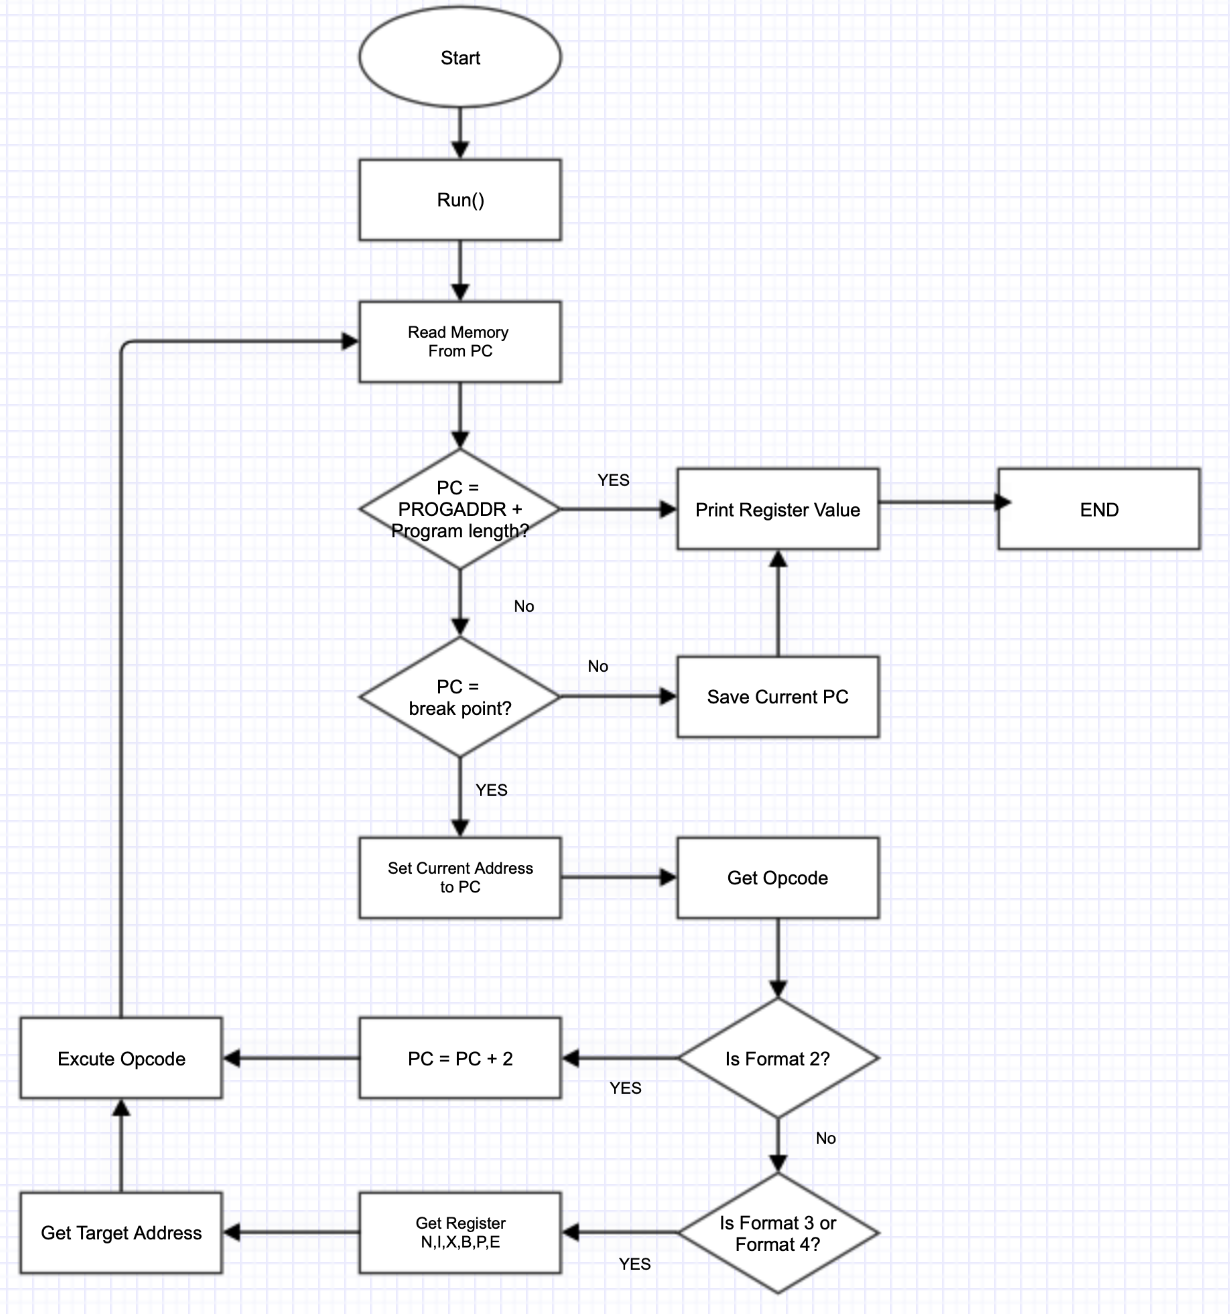 Start
Run()
Read Memory
From PC
PC =
PROGADDR +
Program length?
YES
Print Register Value
END
No
PC =
break point?
No
Save Current PC
YES
Set Current Address
to PC
Get Opcode
Is Format 2?
YES
PC = PC + 2
Excute Opcode
No
Is Format 3 or
Format 4?
YES
Get Register
N,I,X,B,P,E
Get Target Address